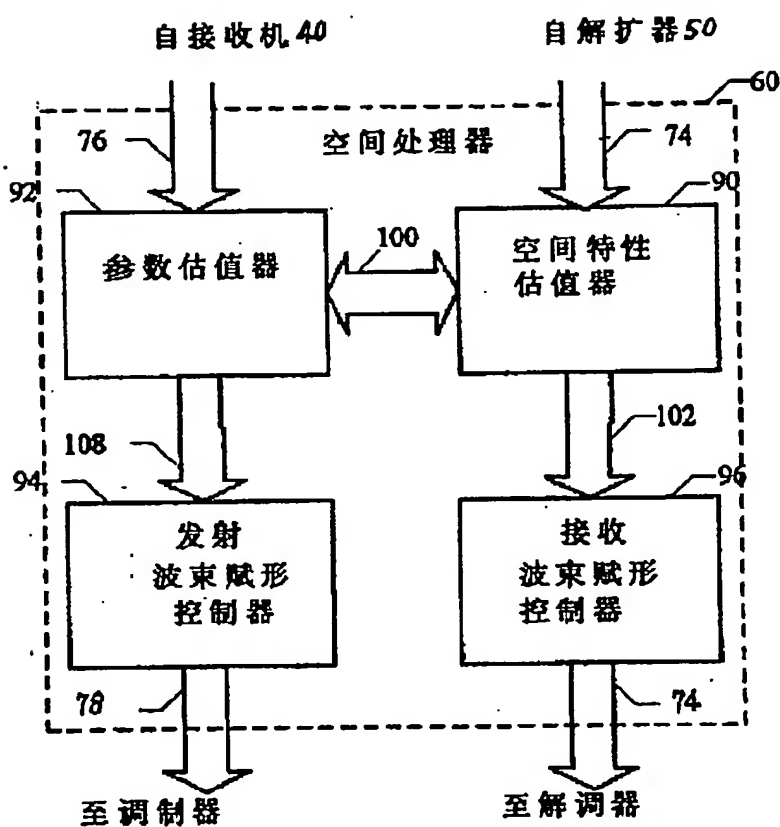 自接收机40
自解扩器50
60
76
空间处理器
74
92
90
参数估值器
100
空间特性
估值器
108
102
94
96
发射
波束赋形
控制器
接收
波束赋形
控制器
78
74
至调制器
至解调器